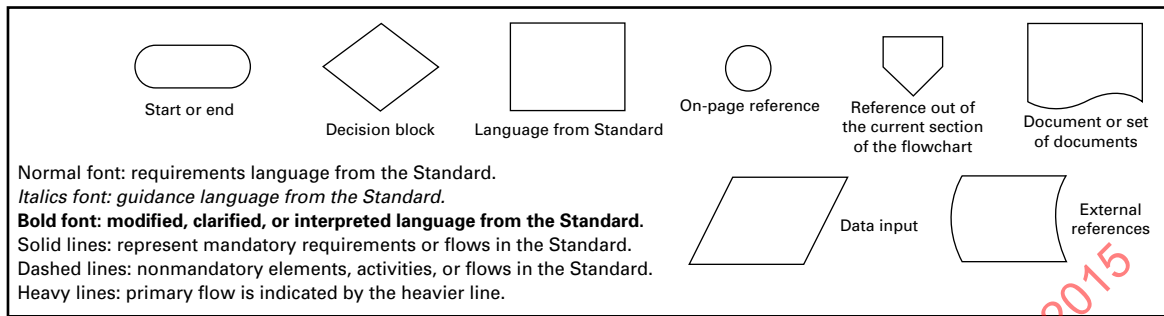 Start or end
Decision block
Language from Standard
On-page reference
Reference out of
the current section
of the flowchart
Document or set
of documents
Normal font: requirements language from the Standard.
Italics font: guidance language from the Standard.
Bold font: modified, clarified, or interpreted language from the Standard.
Solid lines: represent mandatory requirements or flows in the Standard.
Dashed lines: nonmandatory elements, activities, or flows in the Standard.
Heavy lines: primary flow is indicated by the heavier line.
Data input
External
references
2015